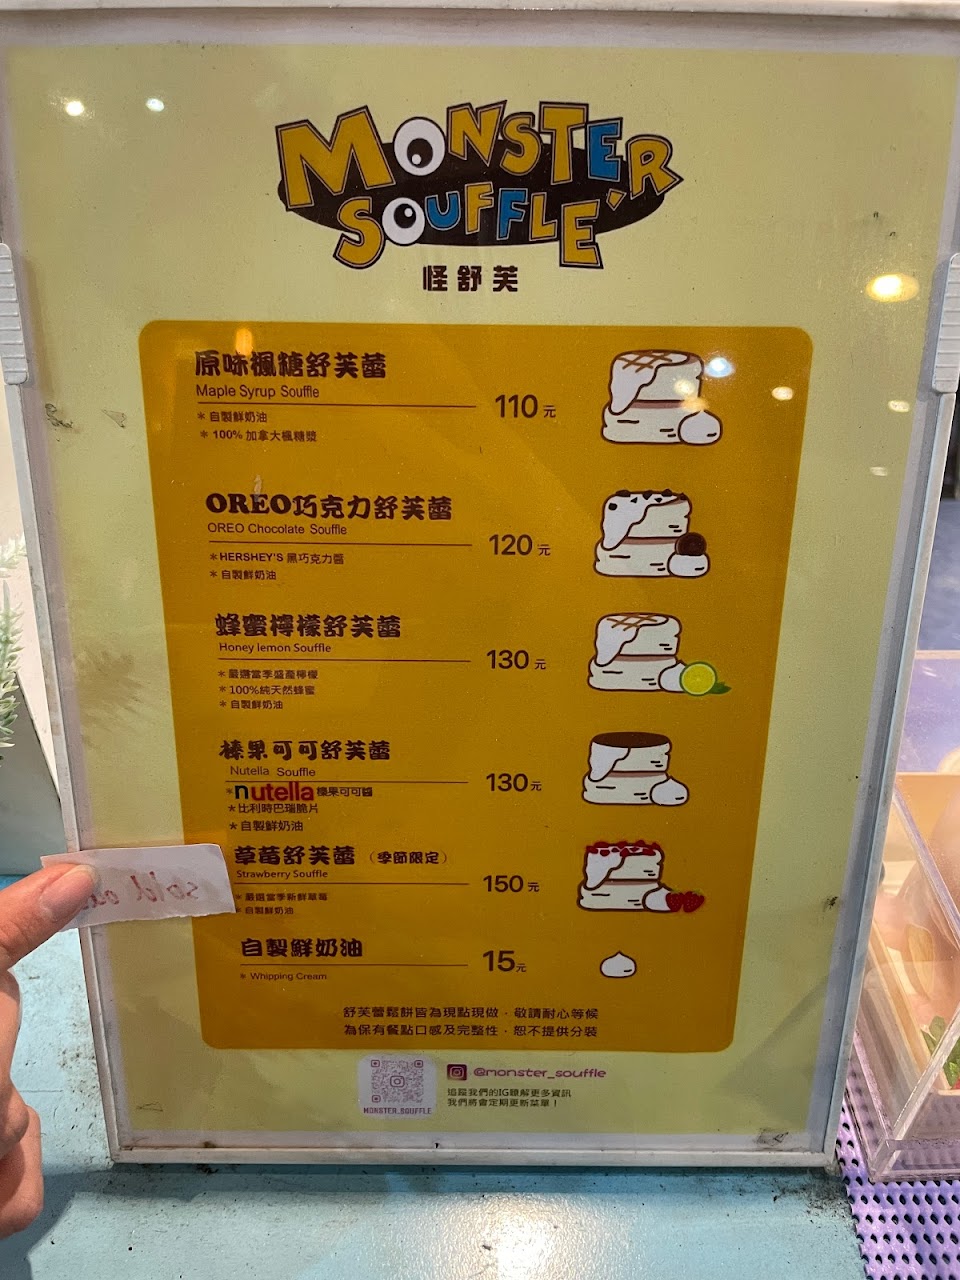 MONSTER
SOUFFLE'
怪舒芙
原味楓糖舒芙蕾
Maple Syrup Souffle
110元
* 自製鮮奶油
* 100% 加拿大楓糖漿
OREO巧克力舒芙蕾
OREO Chocolate Souffle
120元
*HERSHEY'S 黑巧克力醬
* 自製鮮奶油
蜂蜜檸檬舒芙蕾
Honey lemon Souffle
130元
* 嚴選當季盛產檸檬
* 100%純天然蜂蜜
* 自製鮮奶油
榛果可可舒芙蕾
Nutella Souffle
130元
*nutella榛果可可醬
* 比利時巴瑞脆片
* 自製鮮奶油
草莓舒芙蕾（季節限定）
Strawberry Souffle
150元
* 嚴選當季新鮮草莓
* 自製鮮奶油
sold
自製鮮奶油
15元
* Whipping Cream
舒芙蕾鬆餅皆為現點現做，敬請耐心等候
為保有餐點口感及完整性，恕不提供分裝
@monster_souffle
追蹤我們的IG瞭解更多資訊
我們將會定期更新菜單！
MONSTER_SOUFFLE